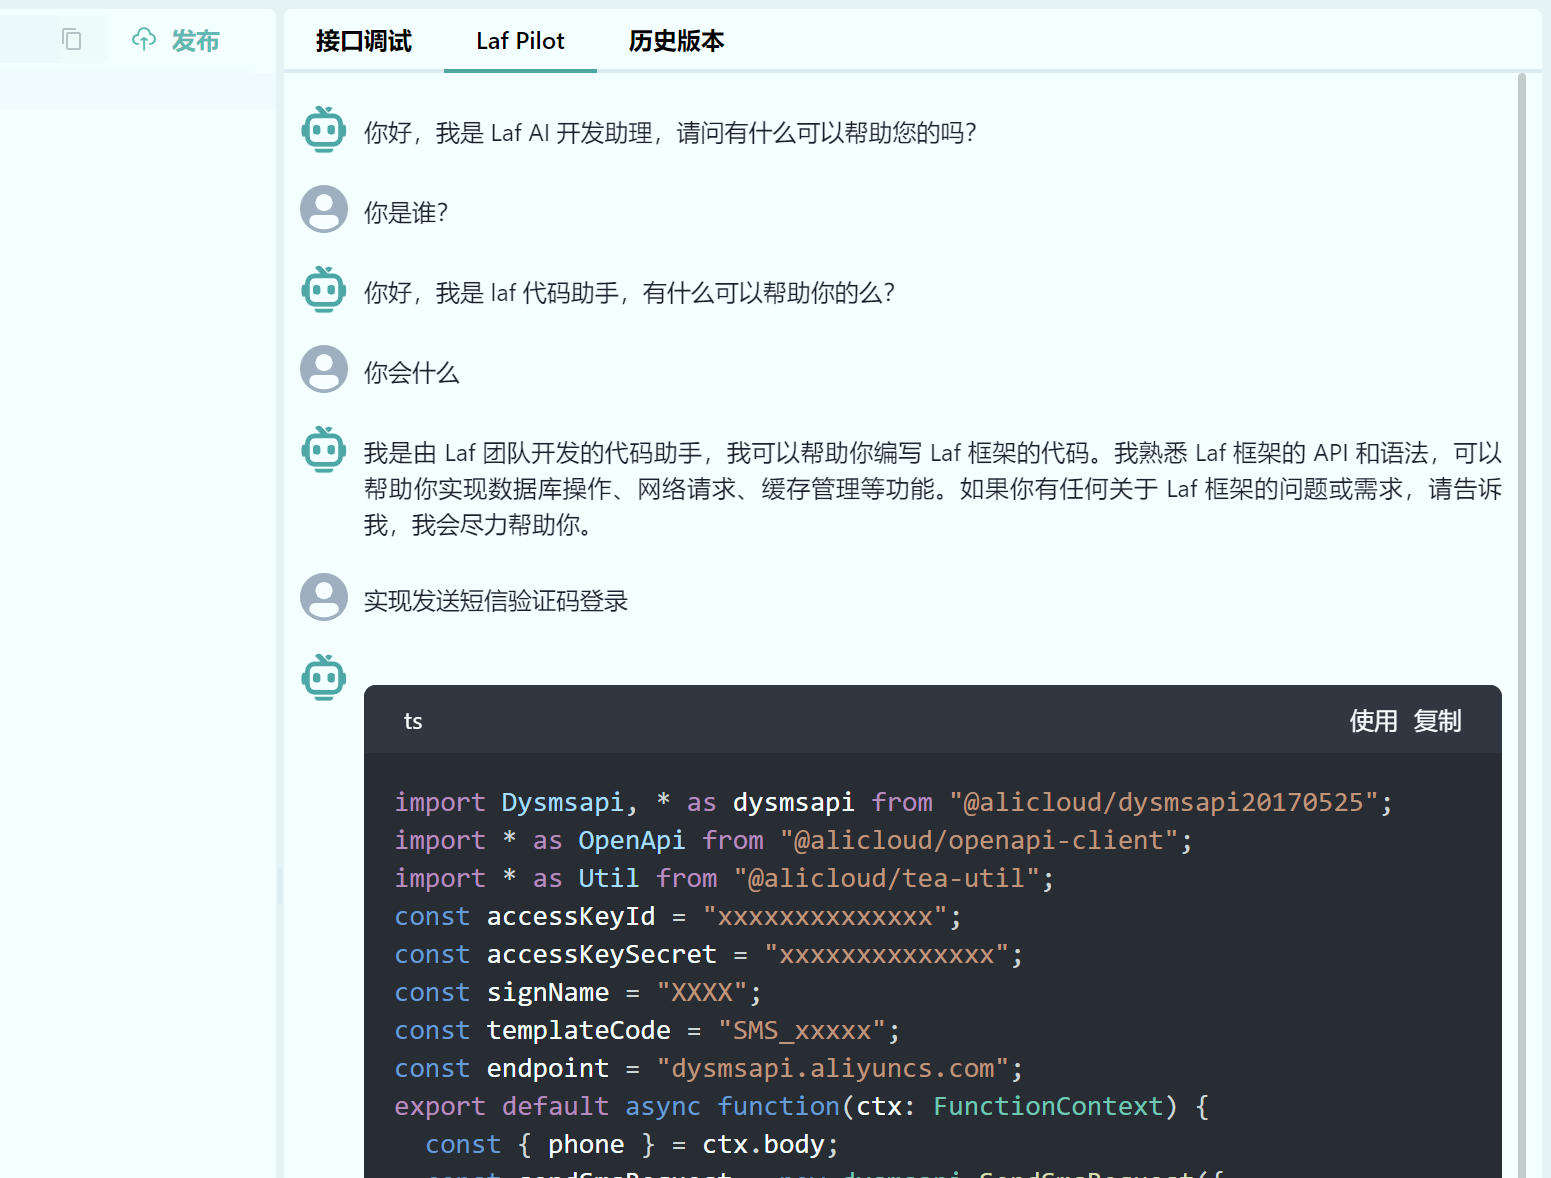 发布
接口调试 Laf Pilot 历史版本
你好，我是 Laf AI 开发助理，请问有什么可以帮助您的吗？
你是谁？
你好，我是 laf 代码助手，有什么可以帮助你的么？
你会什么
我是由 Laf 团队开发的代码助手，我可以帮助你编写 Laf 框架的代码。我熟悉 Laf 框架的 API 和语法，可以
帮助你实现数据库操作、网络请求、缓存管理等功能。如果你有任何关于 Laf 框架的问题或需求，请告诉
我，我会尽力帮助你。
实现发送短信验证码登录
ts 使用 复制
import Dysmsapi, * as dysmsapi from "@alicloud/dysmsapi20170525";
import * as OpenApi from "@alicloud/openapi-client";
import * as Util from "@alicloud/tea-util";
const accessKeyId = "xxxxxxxxxxxxxx";
const accessKeySecret = "xxxxxxxxxxxxxx";
const signName = "XXXX";
const templateCode = "SMS_xxxxx";
const endpoint = "dysmsapi.aliyuncs.com";
export default async function(ctx: FunctionContext) {
  const { phone } = ctx.body;
  const sendSmsRequest = new dysmsapi.SendSmsRequest({